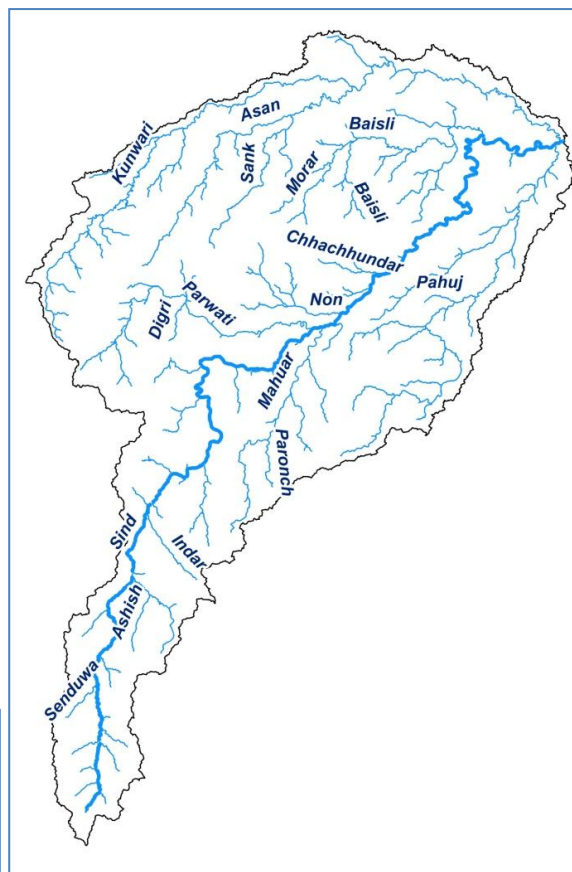 Asan
Baisli
Kunwari
Sank
Morar
Baisli
Chhachhundar
Pahuj
Non
Parwati
Digri
Mahuar
Paronch
Sind
Indar
Ashish
Senduwa